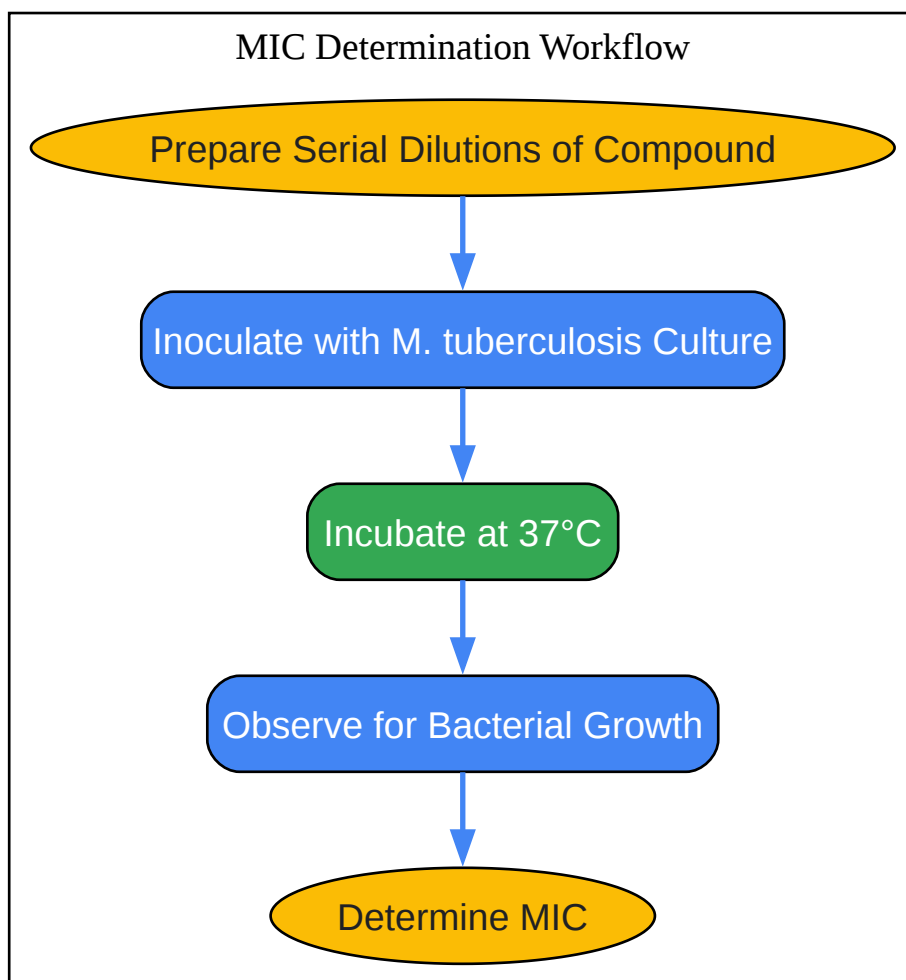 MIC Determination Workflow
Prepare Serial Dilutions of Compound
Inoculate with M. tuberculosis Culture
Incubate at 37°C
Observe for Bacterial Growth
Determine MIC